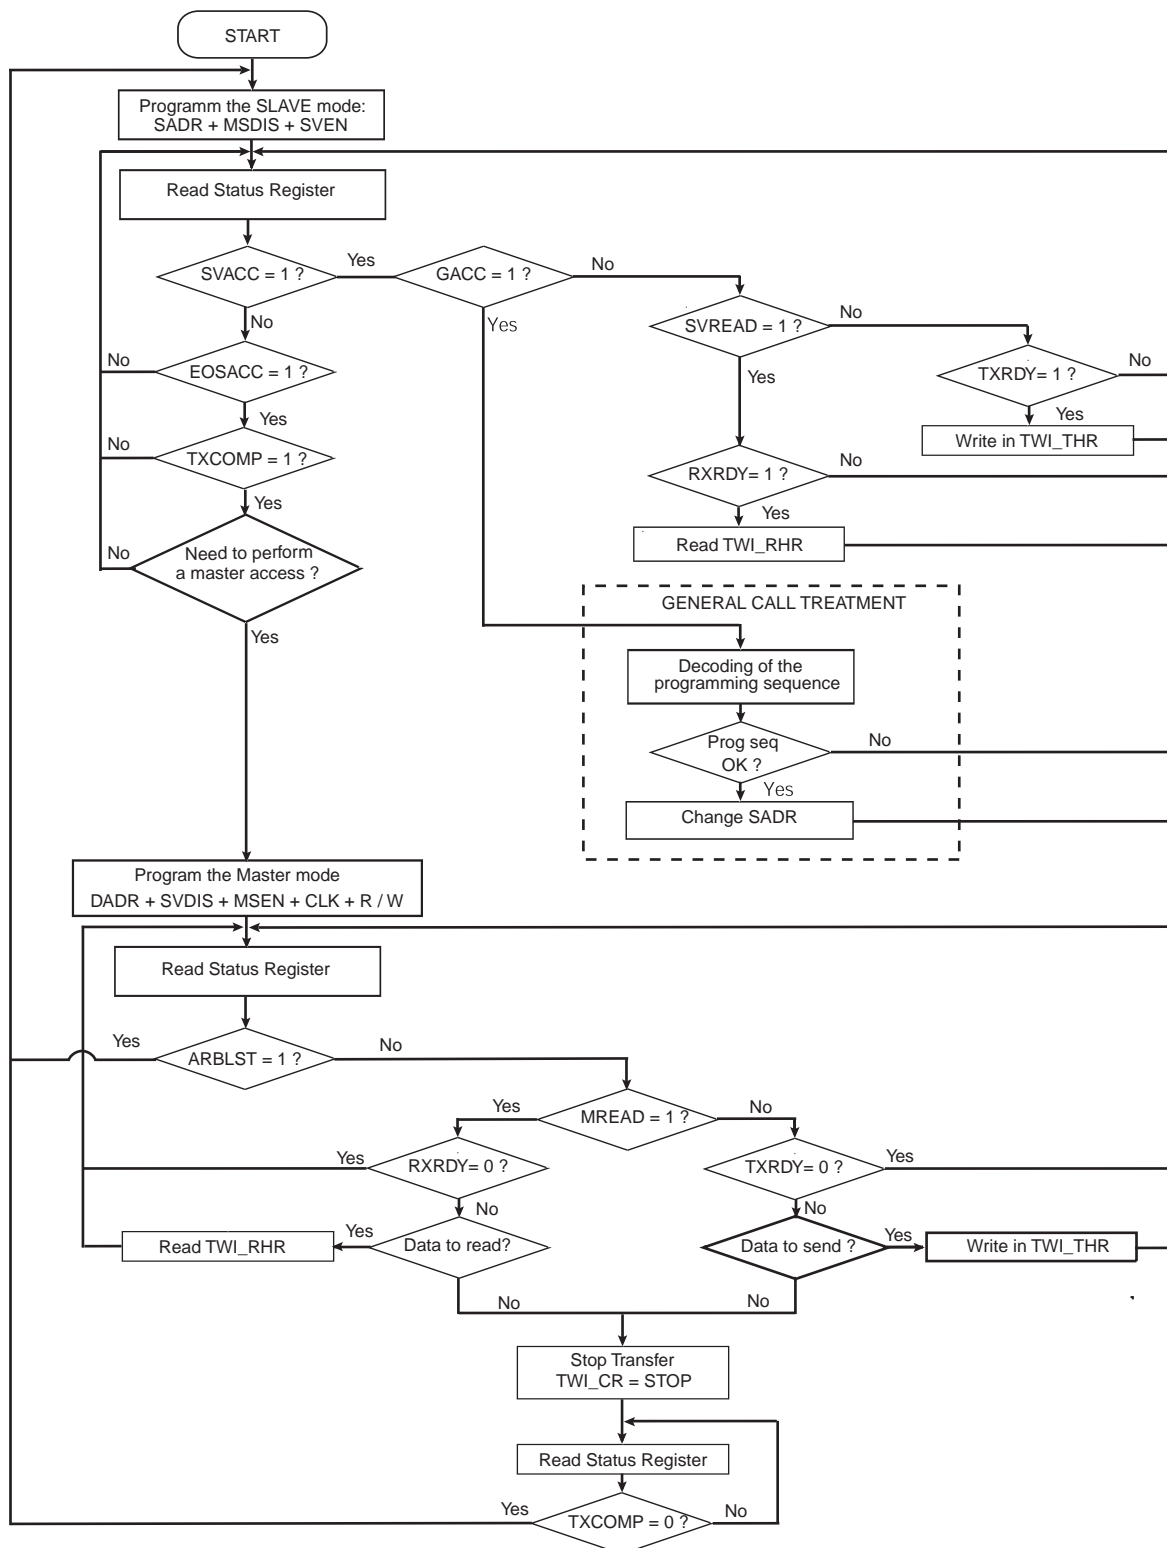 START
Programm the SLAVE mode:
SADR + MSDIS + SVEN
Read Status Register
SVACC = 1 ?
Yes
GACC = 1 ?
No
No
Yes
SVREAD = 1 ?
No
No
EOSACC = 1 ?
Yes
TXRDY= 1 ?
No
Yes
Yes
Write in TWI_THR
No
TXCOMP = 1 ?
RXRDY= 1 ?
No
Yes
Yes
Read TWI_RHR
No
Need to perform
a master access ?
Yes
GENERAL CALL TREATMENT
Decoding of the
programming sequence
Prog seq
OK ?
No
Yes
Change SADR
Program the Master mode
DADR + SVDIS + MSEN + CLK + R / W
Read Status Register
Yes
ARBLST = 1 ?
No
Yes
MREAD = 1 ?
No
Yes
RXRDY= 0 ?
TXRDY= 0 ?
Yes
No
No
Read TWI_RHR
Yes
Data to read?
Data to send ?
Yes
Write in TWI_THR
No
No
Stop Transfer
TWI_CR = STOP
Read Status Register
Yes
TXCOMP = 0 ?
No